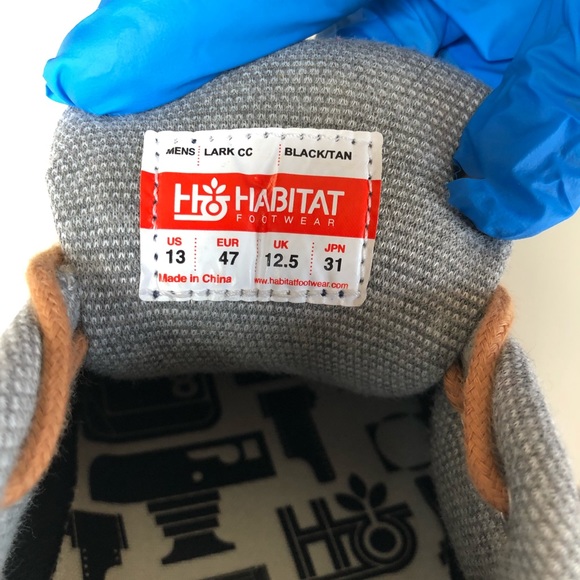 MENS LARK CC BLACK/TAN
HABITAT
FOOTWEAR
US EUR UK JPN
13 47 12.5 31
Made in China www.habitatfootwear.com